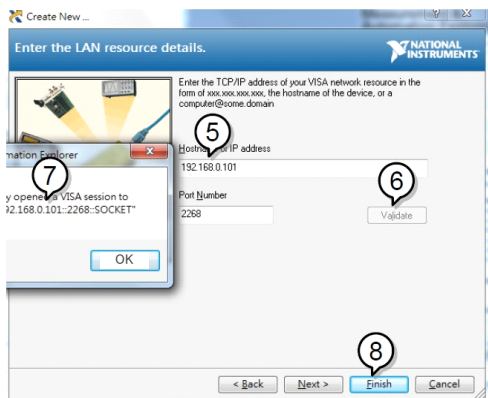 Create New ...
Enter the LAN resource details.
NATIONAL
INSTRUMENTS
Enter the TCP/IP address of your VISA network resource in the
form of xxx.xxx.xxx.xxx, the hostname of the device, or a
computer@some.domain
5
Hostname or IP address
192.168.0.101
6
Port Number
2268
Validate
mation Explorer
7
y opened a VISA session to
92.168.0.101::2268::SOCKET"
OK
8
< Back
Next >
Finish
Cancel